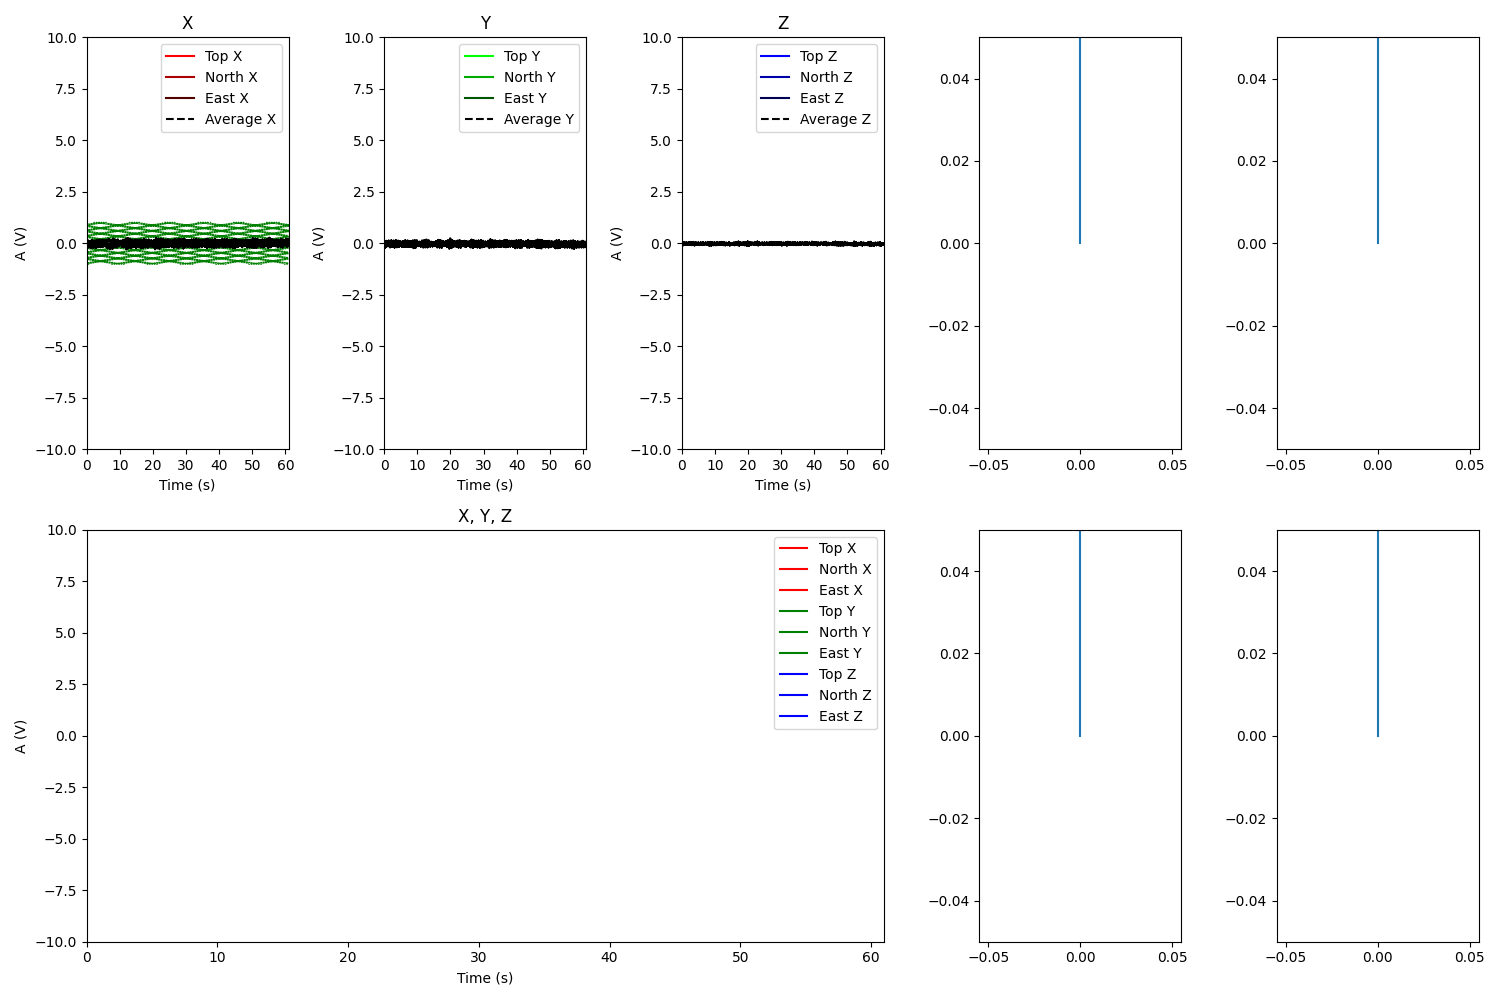 X
10.0
7.5
5.0
2.5
0.0
−2.5
−5.0
−7.5
−10.0
A (V)
0 10 20 30 40 50 60
Time (s)
Top X
North X
East X
Average X
Y
10.0
7.5
5.0
2.5
0.0
−2.5
−5.0
−7.5
−10.0
A (V)
0 10 20 30 40 50 60
Time (s)
Top Y
North Y
East Y
Average Y
Z
10.0
7.5
5.0
2.5
0.0
−2.5
−5.0
−7.5
−10.0
A (V)
0 10 20 30 40 50 60
Time (s)
Top Z
North Z
East Z
Average Z
0.04
0.02
0.00
−0.02
−0.04
−0.05 0.00 0.05
0.04
0.02
0.00
−0.02
−0.04
−0.05 0.00 0.05
X, Y, Z
10.0
7.5
5.0
2.5
0.0
−2.5
−5.0
−7.5
−10.0
A (V)
0 10 20 30 40 50 60
Time (s)
Top X
North X
East X
Top Y
North Y
East Y
Top Z
North Z
East Z
0.04
0.02
0.00
−0.02
−0.04
−0.05 0.00 0.05
0.04
0.02
0.00
−0.02
−0.04
−0.05 0.00 0.05